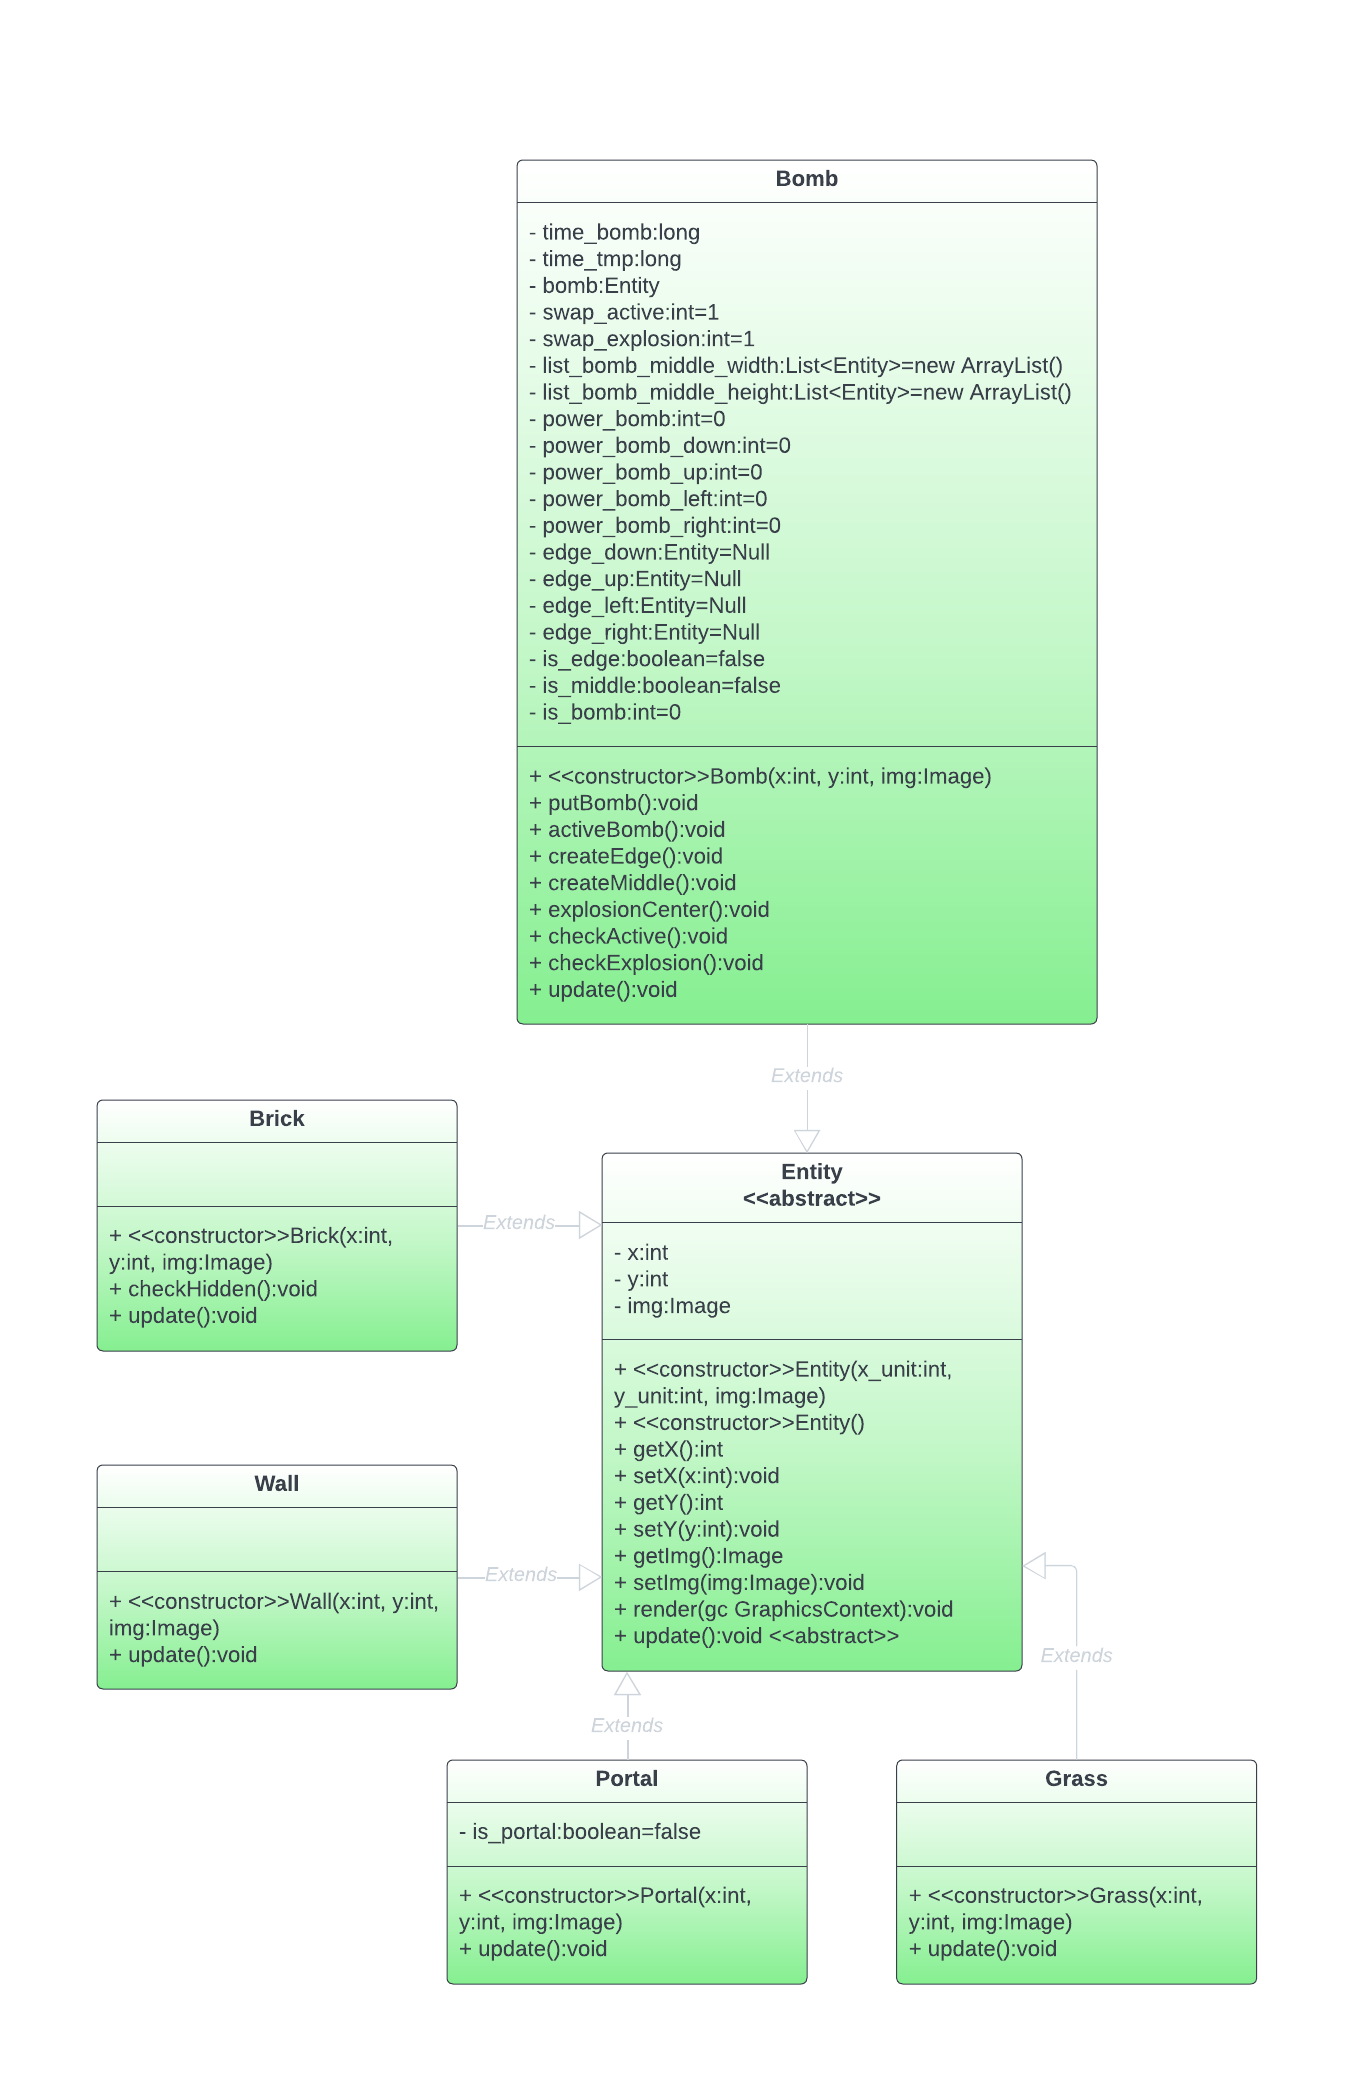 Bomb
- time_bomb:long
- time_tmp:long
- bomb:Entity
- swap_active:int=1
- swap_explosion:int=1
- list_bomb_middle_width:List<Entity>=new ArrayList()
- list_bomb_middle_height:List<Entity>=new ArrayList()
- power_bomb:int=0
- power_bomb_down:int=0
- power_bomb_up:int=0
- power_bomb_left:int=0
- power_bomb_right:int=0
- edge_down:Entity=Null
- edge_up:Entity=Null
- edge_left:Entity=Null
- edge_right:Entity=Null
- is_edge:boolean=false
- is_middle:boolean=false
- is_bomb:int=0
+ <<constructor>>Bomb(x:int, y:int, img:Image)
+ putBomb():void
+ activeBomb():void
+ createEdge():void
+ createMiddle():void
+ explosionCenter():void
+ checkActive():void
+ checkExplosion():void
+ update():void
Extends
Brick
+ <<constructor>>Brick(x:int,
y:int, img:Image)
+ checkHidden():void
+ update():void
Extends
Entity
<<abstract>>
- x:int
- y:int
- img:Image
+ <<constructor>>Entity(x_unit:int,
y_unit:int, img:Image)
+ <<constructor>>Entity()
+ getX():int
+ setX(x:int):void
+ getY():int
+ setY(y:int):void
+ getImg():Image
+ setImg(img:Image):void
+ render(gc GraphicsContext):void
+ update():void <<abstract>>
Wall
+ <<constructor>>Wall(x:int, y:int,
img:Image)
+ update():void
Extends
Extends
Extends
Portal
- is_portal:boolean=false
+ <<constructor>>Portal(x:int,
y:int, img:Image)
+ update():void
Grass
+ <<constructor>>Grass(x:int,
y:int, img:Image)
+ update():void